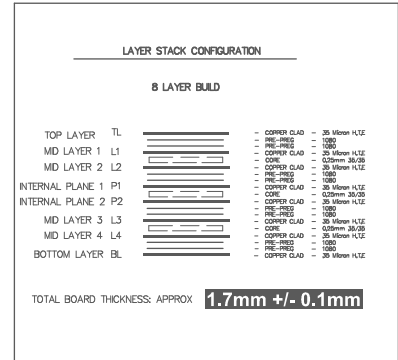 LAYER STACK CONFIGURATION
8 LAYER BUILD
TOP LAYER TL - COPPER CLAD - 35 Micron H,T,E
- PRE-PREG - 1080
- PRE-PREG - 1080
MID LAYER 1 L1 - COPPER CLAD - 35 Micron H,T,E
- CORE - 0,25mm 35/35
MID LAYER 2 L2 - COPPER CLAD - 35 Micron H,T,E
- PRE-PREG - 1080
- PRE-PREG - 1080
INTERNAL PLANE 1 P1 - COPPER CLAD - 35 Micron H,T,E
- CORE - 0,25mm 35/35
INTERNAL PLANE 2 P2 - COPPER CLAD - 35 Micron H,T,E
- PRE-PREG - 1080
- PRE-PREG - 1080
MID LAYER 3 L3 - COPPER CLAD - 35 Micron H,T,E
- CORE - 0,25mm 35/35
MID LAYER 4 L4 - COPPER CLAD - 35 Micron H,T,E
- PRE-PREG - 1080
- PRE-PREG - 1080
BOTTOM LAYER BL - COPPER CLAD - 35 Micron H,T,E
TOTAL BOARD THICKNESS: APPROX 1.7mm +/- 0.1mm